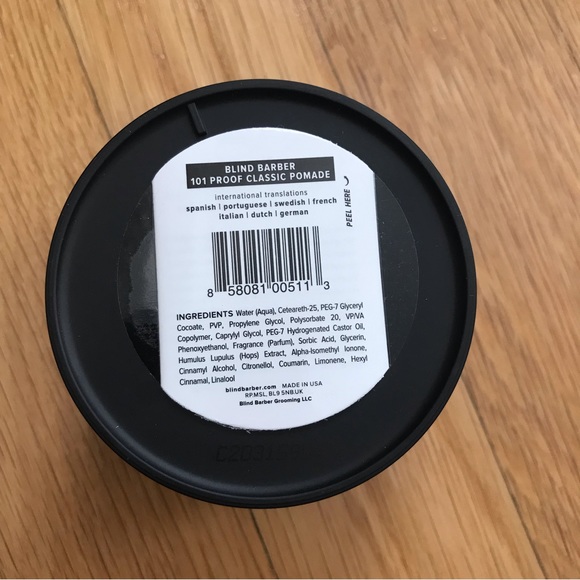 BLIND BARBER
101 PROOF CLASSIC POMADE
international translations
spanish | portuguese | swedish | french
italian | dutch | german
PEEL HERE
8 58081 00511 3
INGREDIENTS Water (Aqua), Ceteareth-25, PEG-7 Glyceryl
Cocoate, PVP, Propylene Glycol, Polysorbate 20, VP/VA
Copolymer, Caprylyl Glycol, PEG-7 Hydrogenated Castor Oil,
Phenoxyethanol, Fragrance (Parfum), Sorbic Acid, Glycerin,
Humulus Lupulus (Hops) Extract, Alpha-Isomethyl Ionone,
Cinnamyl Alcohol, Citronellol, Coumarin, Limonene, Hexyl
Cinnamal, Linalool
blindbarber.com MADE IN USA
RP.MSL, BL9 5NB.UK
Blind Barber Grooming LLC